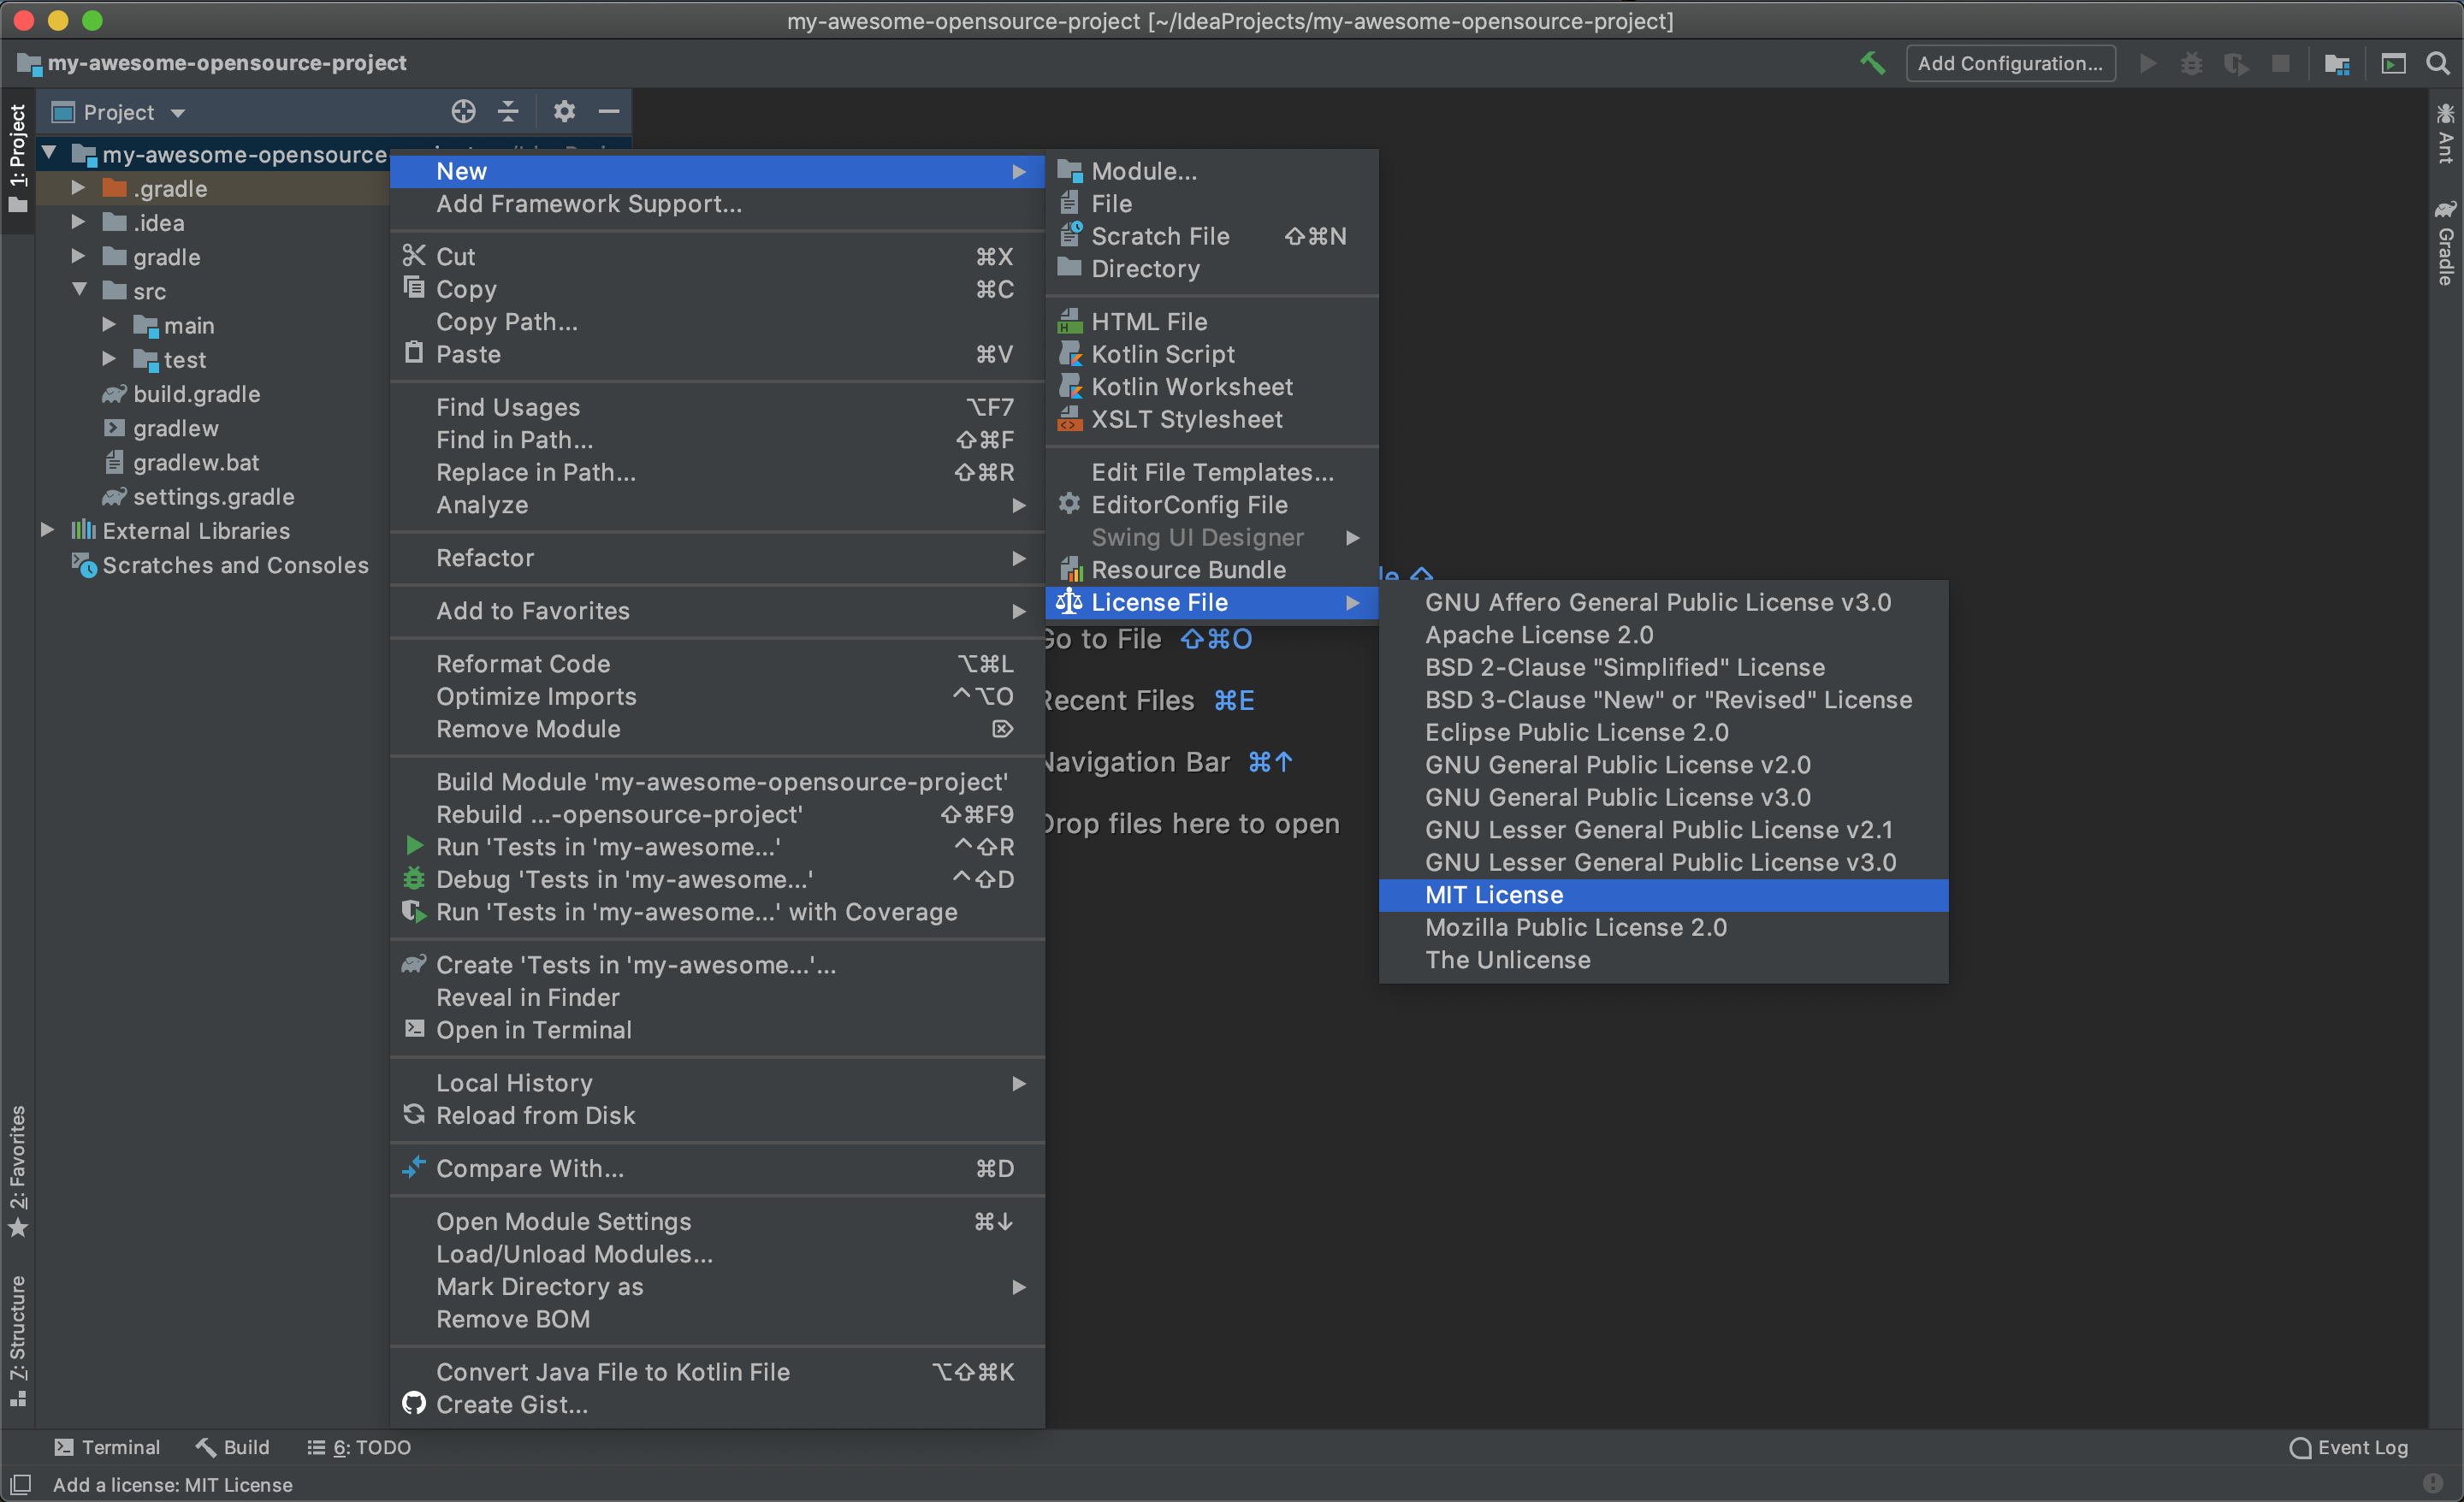 my-awesome-opensource-project [~/IdeaProjects/my-awesome-opensource-project]
my-awesome-opensource-project
Add Configuration...
1: Project
Project
my-awesome-opensource-
.gradle
.idea
gradle
src
main
test
build.gradle
gradlew
gradlew.bat
settings.gradle
External Libraries
Scratches and Consoles
New
Add Framework Support...
Cut ⌘X
Copy ⌘C
Copy Path...
Paste ⌘V
Find Usages ⌥F7
Find in Path... ⇧⌘F
Replace in Path... ⇧⌘R
Analyze
Refactor
Add to Favorites
Reformat Code ⌥⌘L
Optimize Imports ^⌥O
Remove Module ⌦
Build Module 'my-awesome-opensource-project'
Rebuild ...-opensource-project' ⇧⌘F9
Run 'Tests in 'my-awesome...' ^⇧R
Debug 'Tests in 'my-awesome...' ^⇧D
Run 'Tests in 'my-awesome...' with Coverage
Create 'Tests in 'my-awesome...'...
Reveal in Finder
Open in Terminal
Local History
Reload from Disk
Compare With... ⌘D
Open Module Settings ⌘↓
Load/Unload Modules...
Mark Directory as
Remove BOM
Convert Java File to Kotlin File ⌥⇧⌘K
Create Gist...
Module...
File
Scratch File ⇧⌘N
Directory
HTML File
Kotlin Script
Kotlin Worksheet
XSLT Stylesheet
Edit File Templates...
EditorConfig File
Swing UI Designer
Resource Bundle
License File
GNU Affero General Public License v3.0
Apache License 2.0
BSD 2-Clause "Simplified" License
BSD 3-Clause "New" or "Revised" License
Eclipse Public License 2.0
GNU General Public License v2.0
GNU General Public License v3.0
GNU Lesser General Public License v2.1
GNU Lesser General Public License v3.0
MIT License
Mozilla Public License 2.0
The Unlicense
Go to File ⇧⌘O
Recent Files ⌘E
Navigation Bar ⌘↑
Drop files here to open
Ant
Gradle
2: Favorites
7: Structure
Terminal
Build
6: TODO
Event Log
Add a license: MIT License